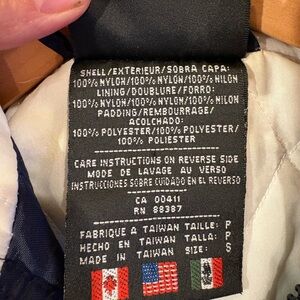 SHELL/EXTERIEUR/SOBRA CAPA:
100% NYLON/100% NYLON/100% NILON
LINING/DOUBLURE/FORRO:
100% NYLON/100% NYLON/100% NILON
PADDING/REMBOURRAGE/
ACOLCHADO:
100% POLYESTER/100% POLYESTER/
100% POLIESTER
CARE INSTRUCTIONS ON REVERSE SIDE
MODE DE LAVAGE AU VERSO
INSTRUCCIONES SOBRE CUIDADO EN EL REVERSO
CA 00411
RN 88387
FABRIQUE A TAIWAN TAILLE: P
HECHO EN TAIWAN TALLA: P
MADE IN TAIWAN SIZE: S